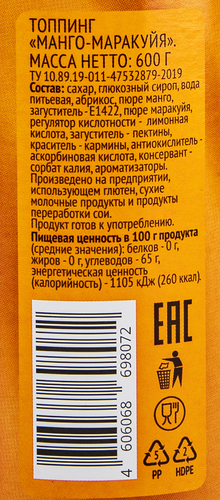 ТОППИНГ
«МАНГО-МАРАКУЙЯ».
МАССА НЕТТО: 600 Г
ТУ 10.89.19-011-47532879-2019
Состав: сахар, глюкозный сироп, вода
питьевая, абрикос, пюре манго,
загуститель -Е1422, пюре маракуйя,
регулятор кислотности - лимонная
кислота, загуститель - пектины,
краситель - кармины, антиокислитель -
аскорбиновая кислота, консервант -
сорбат калия, ароматизаторы.
Произведено на предприятии,
использующем глютен, сухие
молочные продукты и продукты
переработки сои.
Продукт готов к употреблению.
Пищевая ценность в 100 г продукта
(средние значения): белков - 0 г,
жиров - 0 г, углеводов - 65 г,
энергетическая ценность
(калорийность) - 1105 кДж (260 ккал).
4 606068 698072
EAC
5
PP
2
HDPE